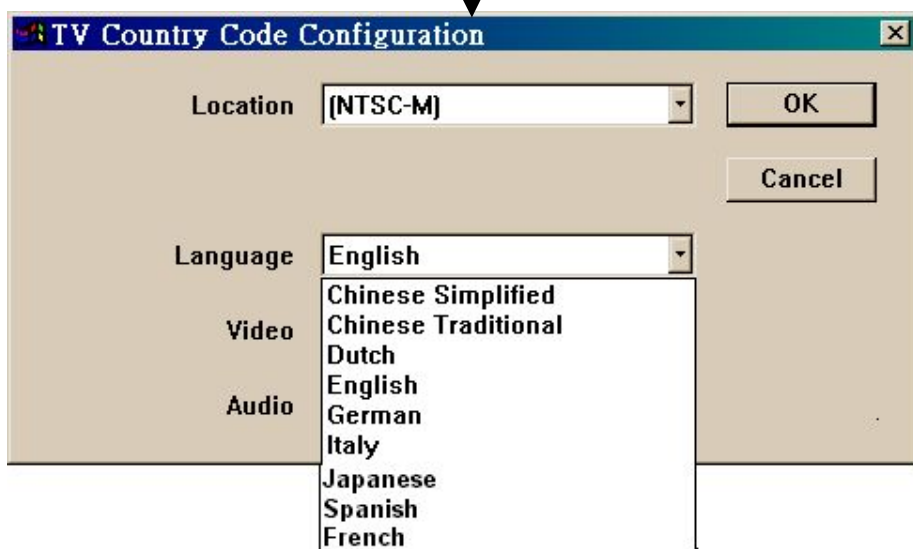 TV Country Code Configuration
Location (NTSC-M) OK
Cancel
Language English
Chinese Simplified
Video Chinese Traditional
Dutch
English
Audio German
Italy
Japanese
Spanish
French